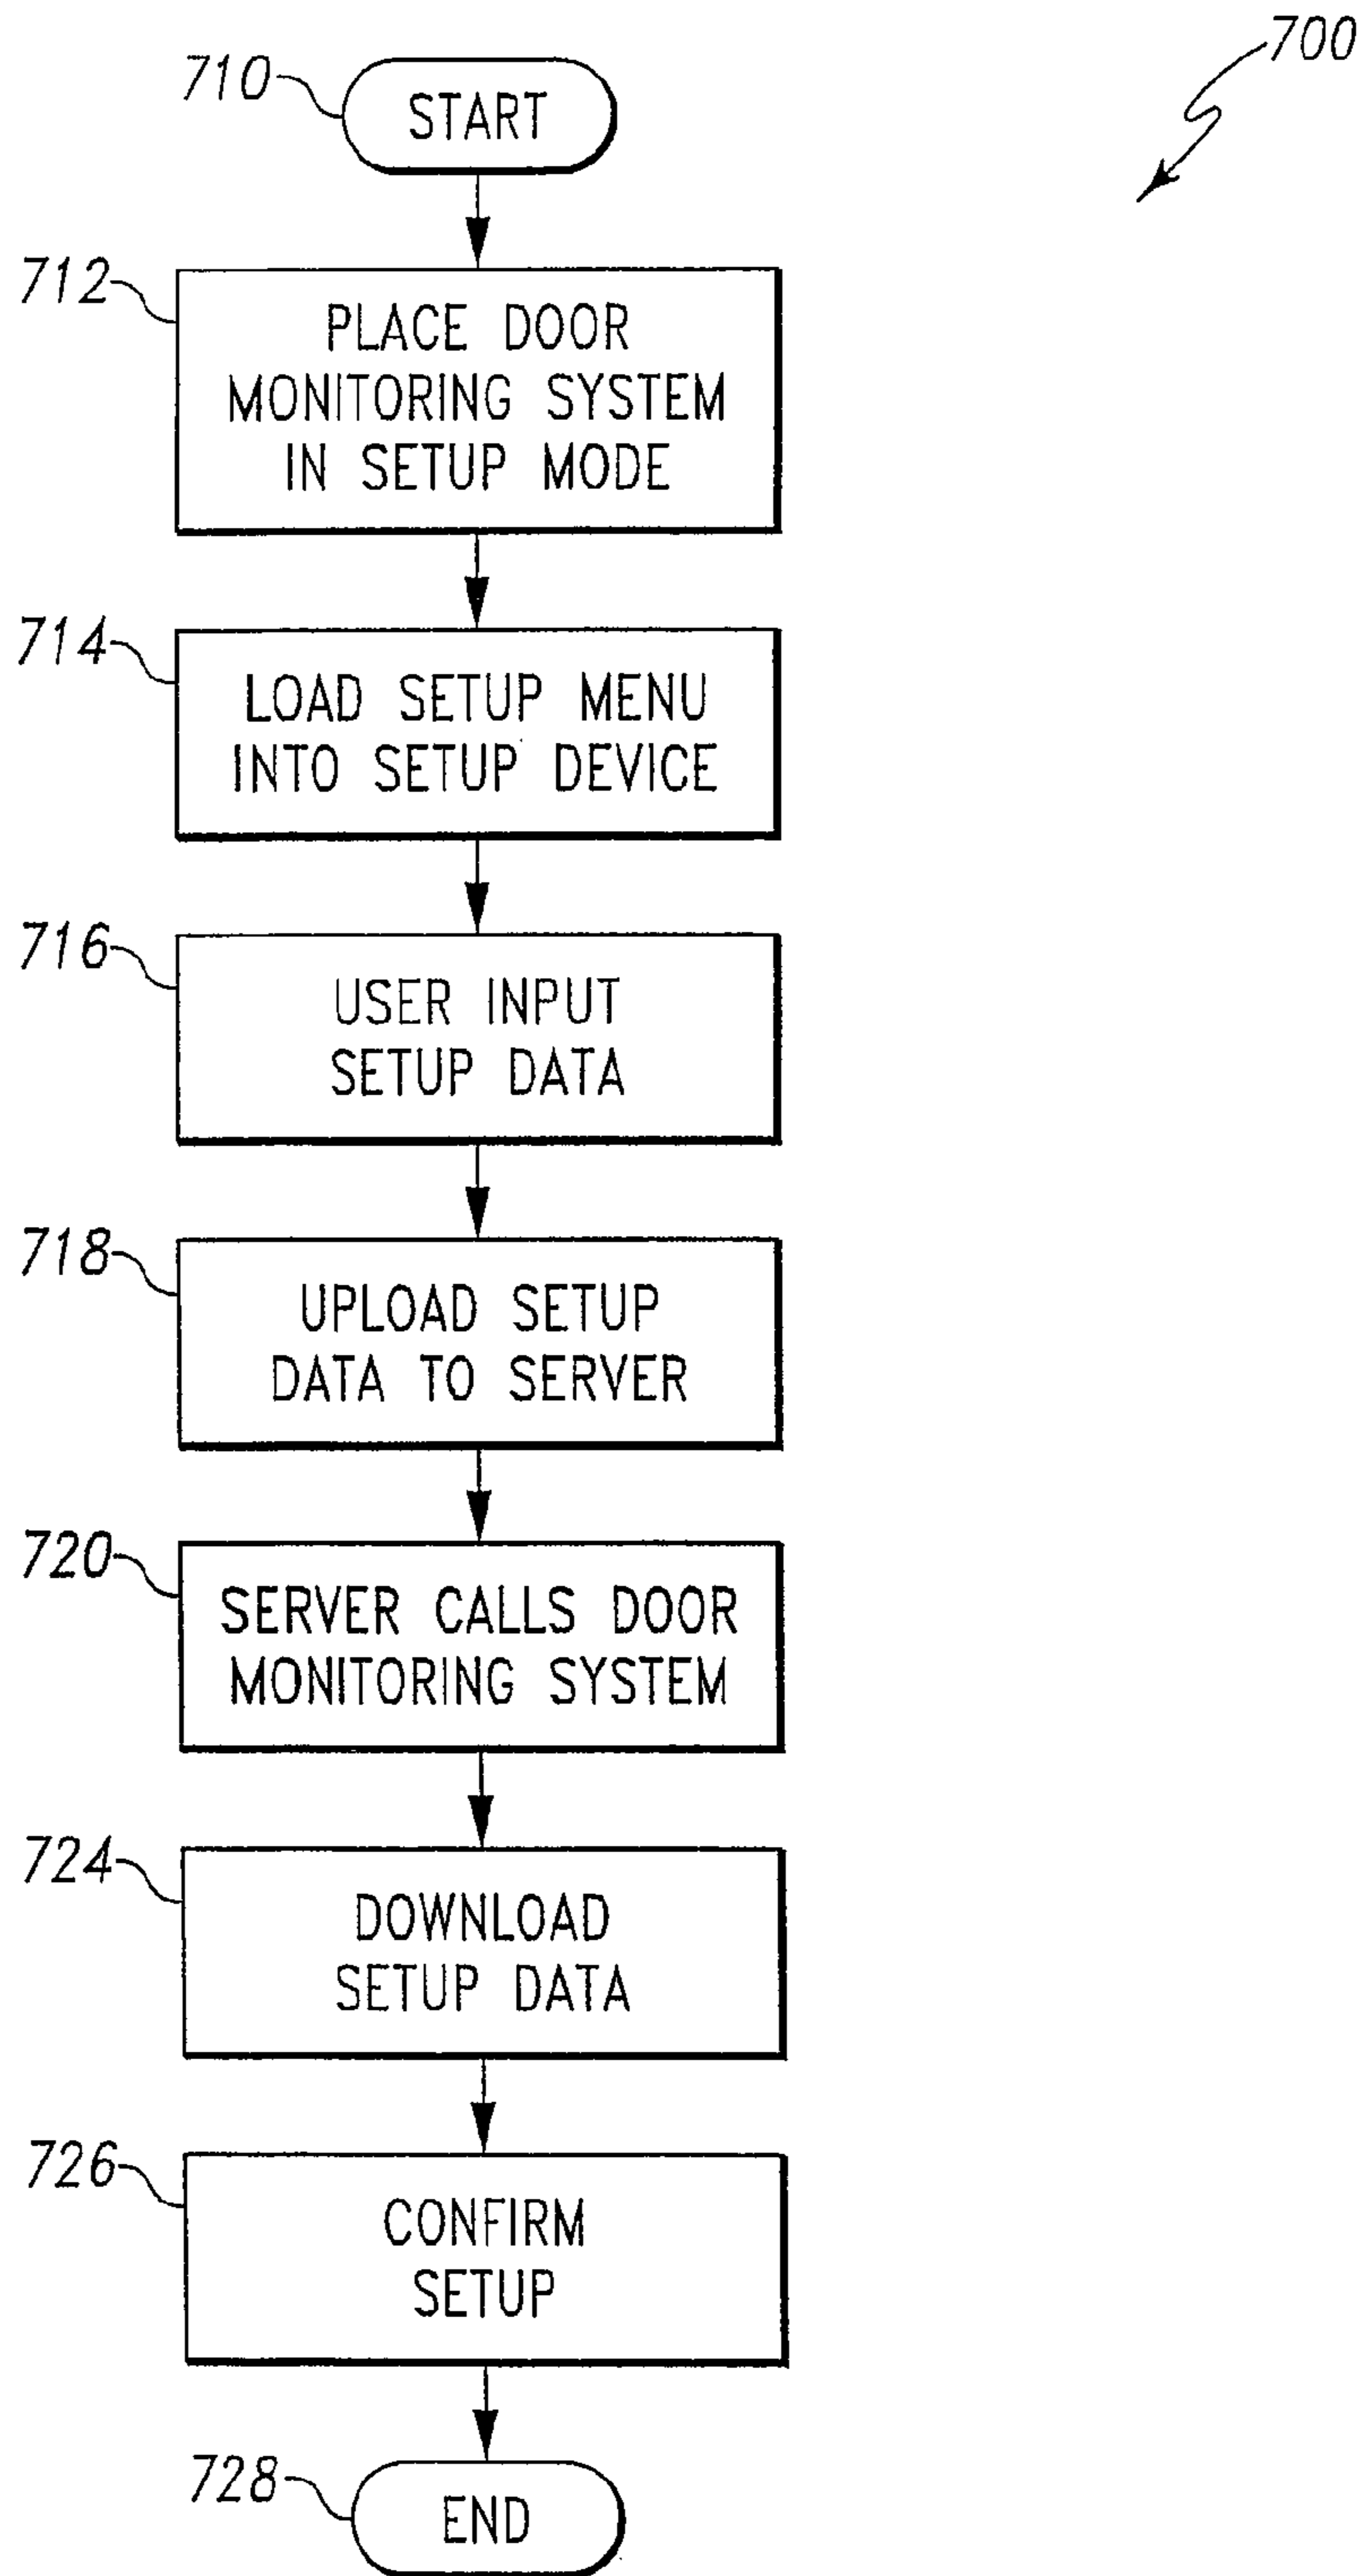 700
710
START
712
PLACE DOOR
MONITORING SYSTEM
IN SETUP MODE
714
LOAD SETUP MENU
INTO SETUP DEVICE
716
USER INPUT
SETUP DATA
718
UPLOAD SETUP
DATA TO SERVER
720
SERVER CALLS DOOR
MONITORING SYSTEM
724
DOWNLOAD
SETUP DATA
726
CONFIRM
SETUP
728
END